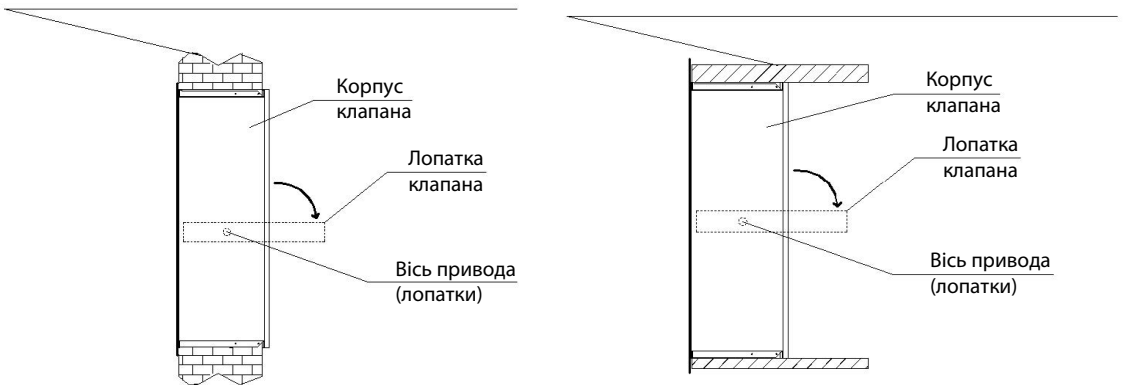 Корпус
клапана
Лопатка
клапана
Вісь привода
(лопатки)
Корпус
клапана
Лопатка
клапана
Вісь привода
(лопатки)